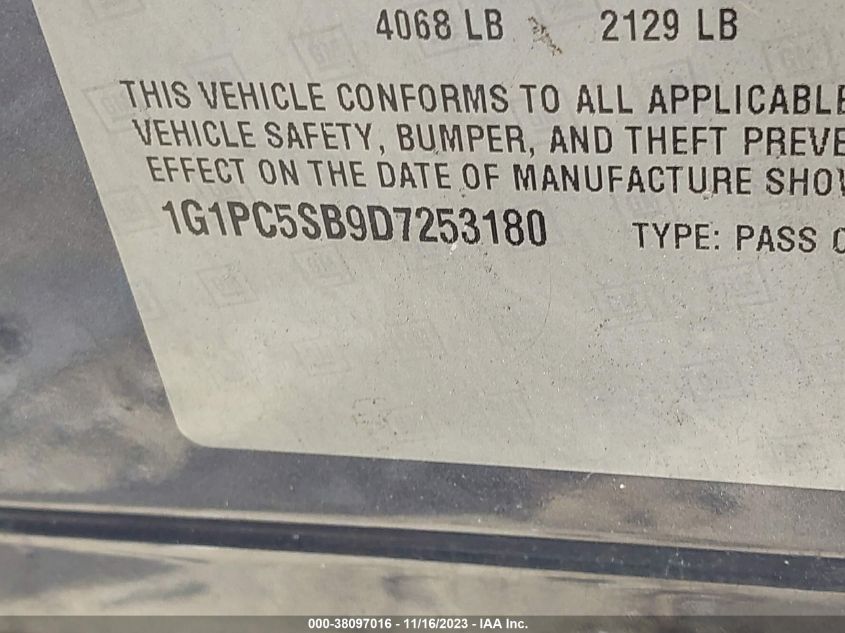 4068 LB 2129 LB
THIS VEHICLE CONFORMS TO ALL APPLICABLE
VEHICLE SAFETY, BUMPER, AND THEFT PREVE
EFFECT ON THE DATE OF MANUFACTURE SHOW
1G1PC5SB9D7253180 TYPE: PASS C
000-38097016 - 11/16/2023 - IAA Inc.